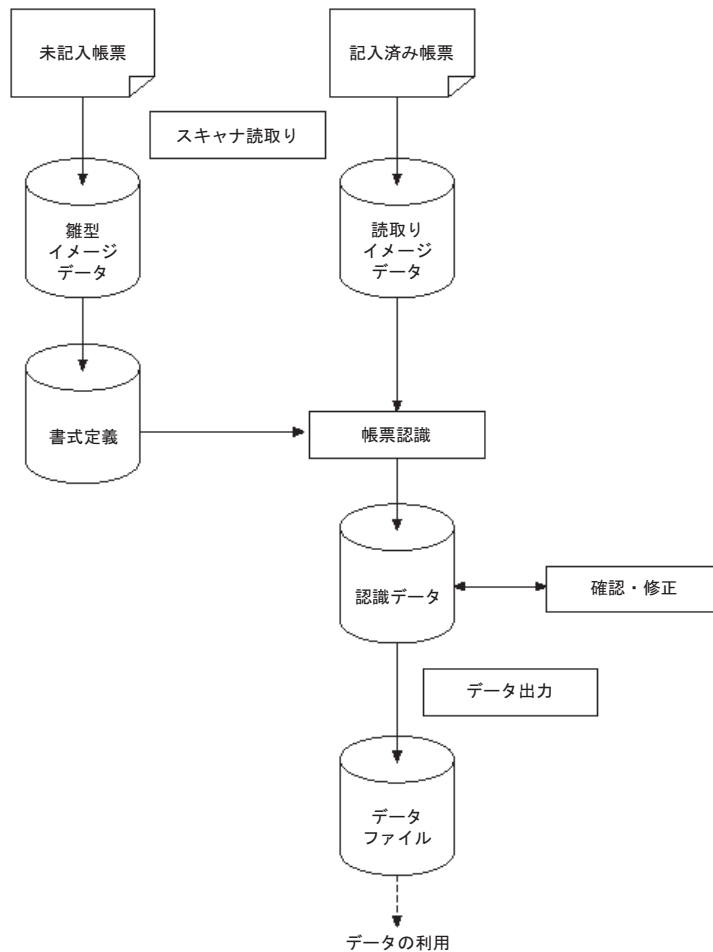 未記入帳票
記入済み帳票
スキャナ読取り
雛型
イメージ
データ
読取り
イメージ
データ
書式定義
帳票認識
認識データ
確認・修正
データ出力
データ
ファイル
データの利用